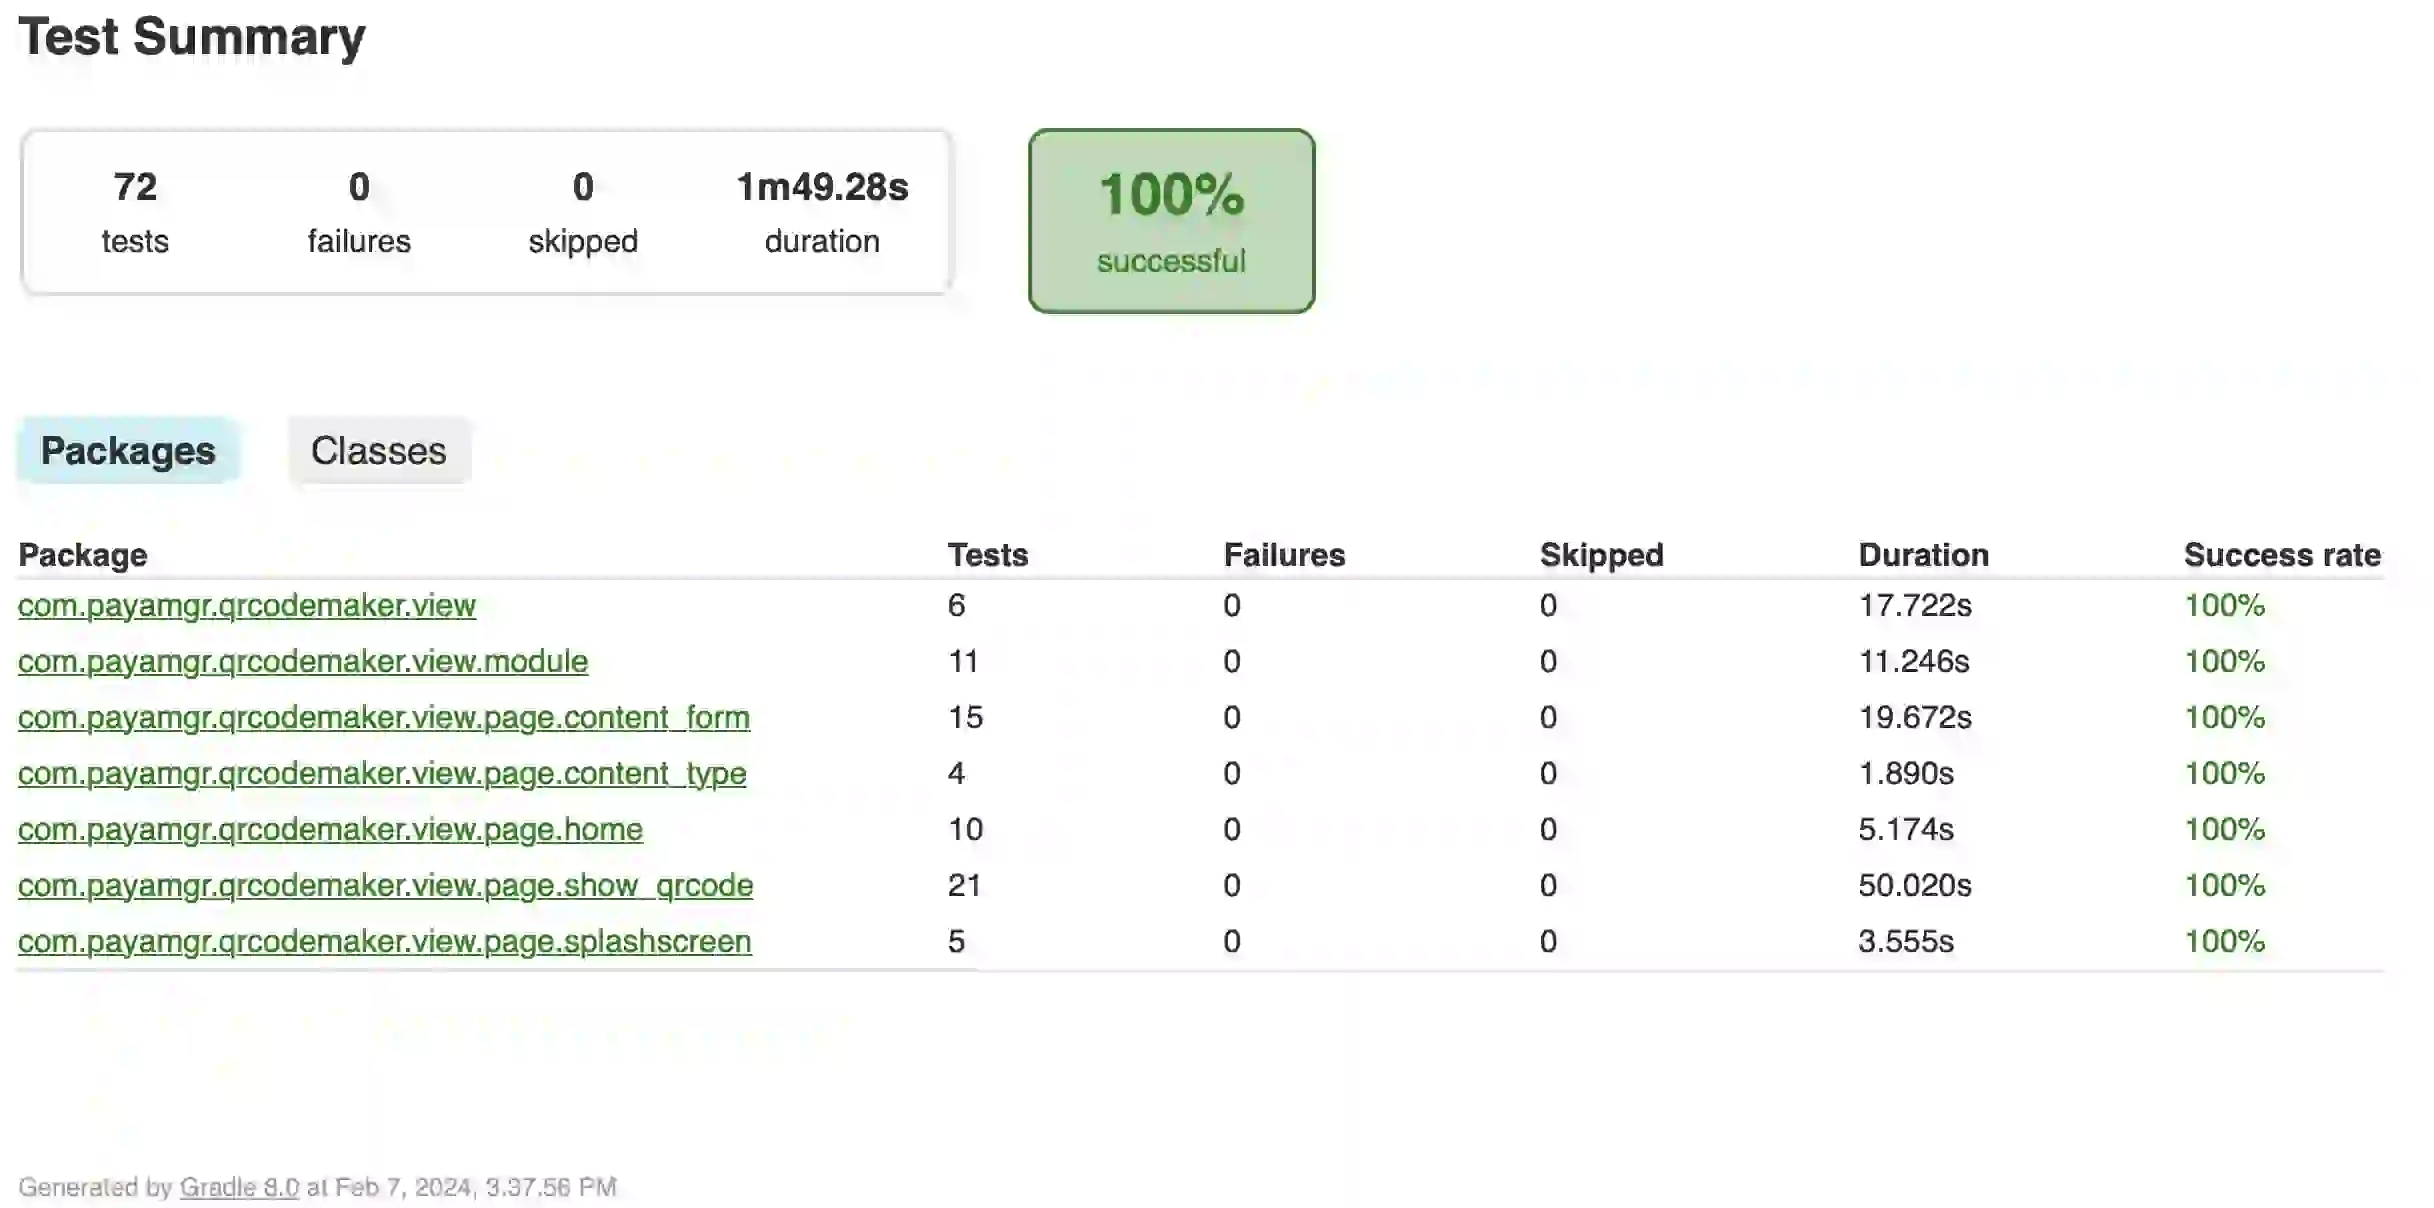 Test Summary
72 0 0 1m49.28s
tests failures skipped duration
100%
successful
Packages Classes
Package Tests Failures Skipped Duration Success rate
com.payamgr.qrcodemaker.view 6 0 0 17.722s 100%
com.payamgr.qrcodemaker.view.module 11 0 0 11.246s 100%
com.payamgr.qrcodemaker.view.page.content_form 15 0 0 19.672s 100%
com.payamgr.qrcodemaker.view.page.content_type 4 0 0 1.890s 100%
com.payamgr.qrcodemaker.view.page.home 10 0 0 5.174s 100%
com.payamgr.qrcodemaker.view.page.show_qrcode 21 0 0 50.020s 100%
com.payamgr.qrcodemaker.view.page.splashscreen 5 0 0 3.555s 100%
Generated by Gradle 8.0 at Feb 7, 2024, 3:37:56 PM